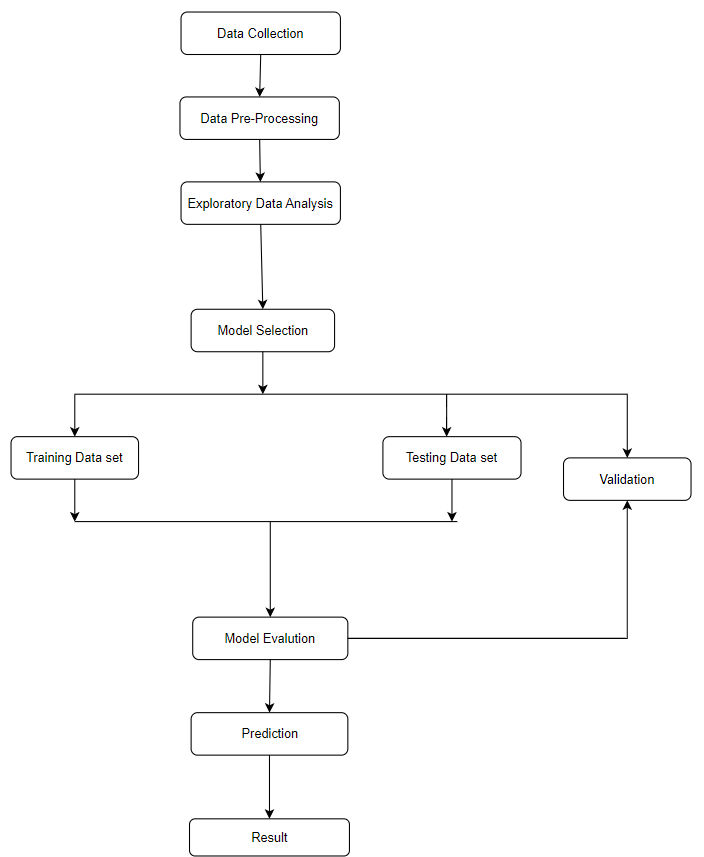 Data Collection
Data Pre-Processing
Exploratory Data Analysis
Model Selection
Training Data set
Testing Data set
Validation
Model Evalution
Prediction
Result